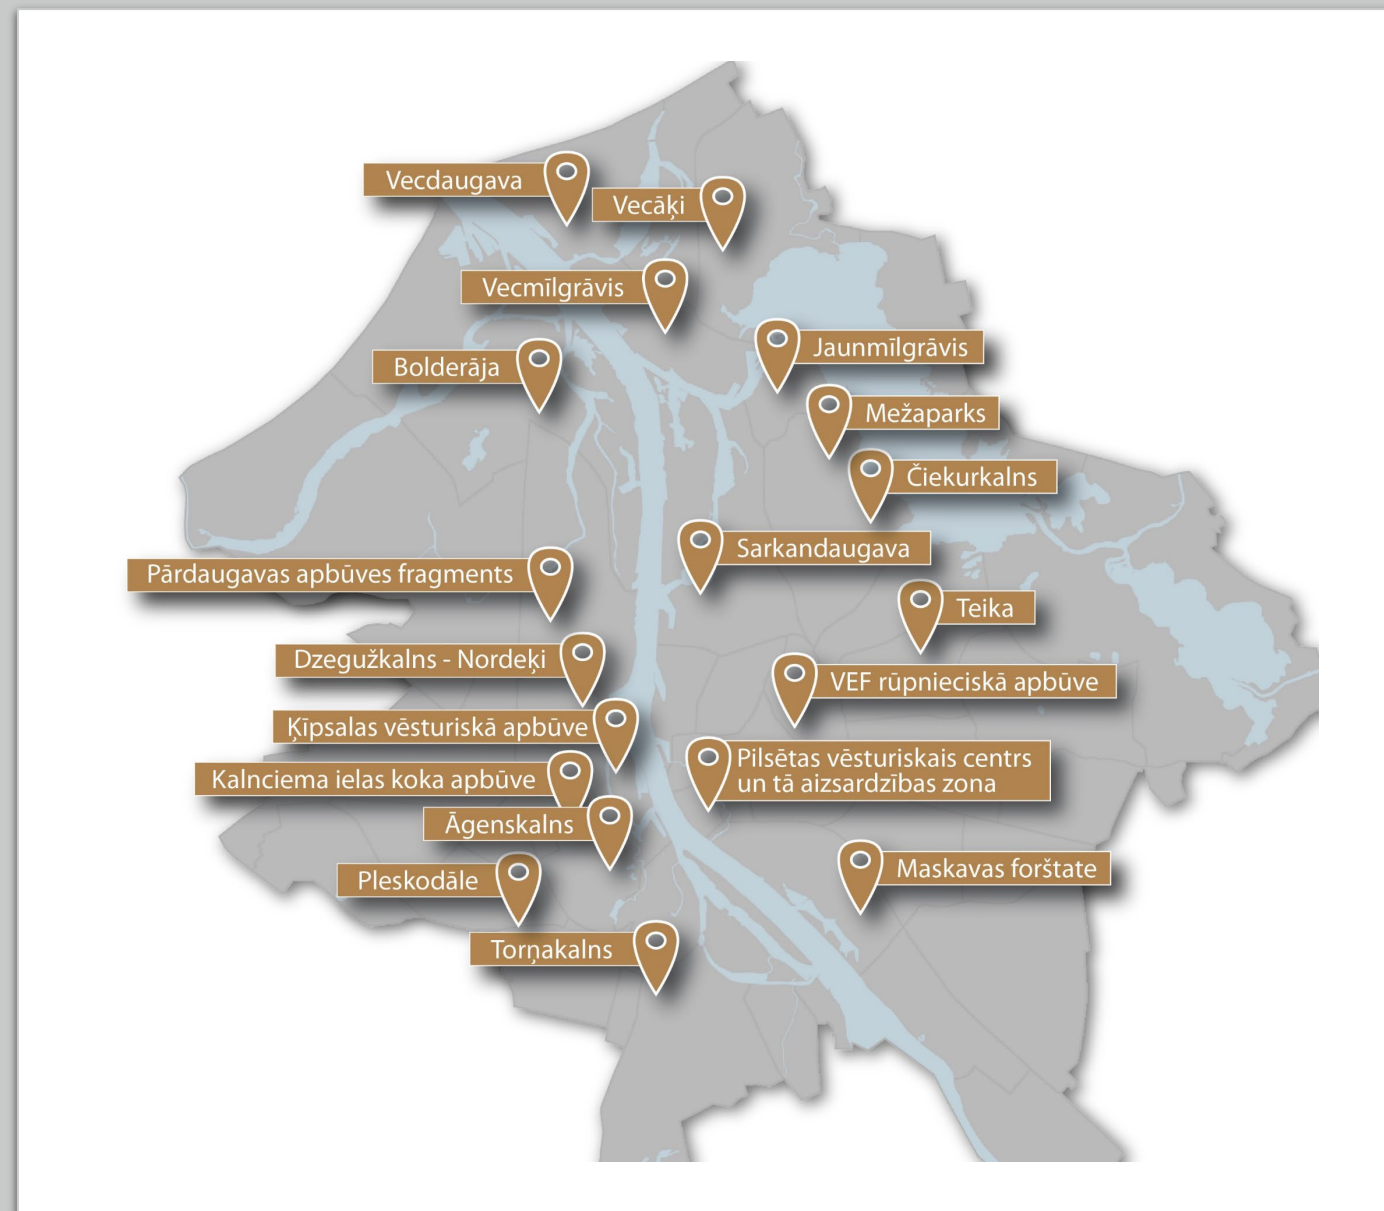 Vecdaugava
Vecāķi
Vecmīlgrāvis
Jaunmīlgrāvis
Bolderāja
Mežaparks
Čiekurkalns
Sarkandaugava
Pārdaugavas apbūves fragments
Teika
Dzegužkalns - Nordeķi
VEF rūpnieciskā apbūve
Ķīpsalas vēsturiskā apbūve
Pilsētas vēsturiskais centrs
un tā aizsardzības zona
Kalnciema ielas koka apbūve
Āgenskalns
Maskavas forštate
Pleskodāle
Torņakalns